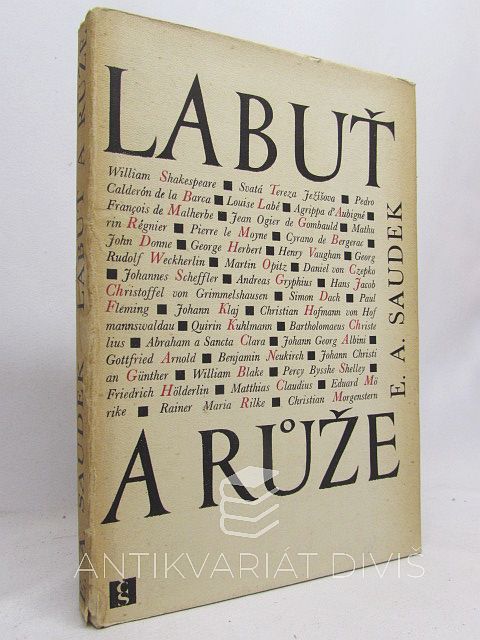 LABUŤ
William Shakespeare ■ Svatá Tereza Ježíšova ■ Pedro
Calderón de la Barca ■ Louise Labé ■ Agrippa d'Aubigné ■
François de Malherbe ■ Jean Ogier de Gombauld ■ Mathu
rin Régnier ■ Pierre le Moyne ■ Cyrano de Bergerac ■
John Donne ■ George Herbert ■ Henry Vaughan ■ Georg
Rudolf Weckherlin ■ Martin Opitz ■ Daniel von Czepko
■ Johannes Scheffler ■ Andreas Gryphius ■ Hans Jacob
Christoffel von Grimmelshausen ■ Simon Dach ■ Paul
Fleming ■ Johann Klaj ■ Christian Hofmann von Hof
mannswaldau ■ Quirin Kuhlmann ■ Bartholomaeus Christe
lius ■ Abraham a Sancta Clara ■ Johann Georg Albini ■
Gottfried Arnold ■ Benjamin Neukirch ■ Johann Christi
an Günther ■ William Blake ■ Percy Bysshe Shelley ■
Friedrich Hölderlin ■ Matthias Claudius ■ Eduard Mö
rike ■ Rainer Maria Rilke ■ Christian Morgenstern
E. A. SAUDEK
A RŮŽE
SAUDEK LABUŤ A RŮŽE
ANTIKVARIÁT DIVIŠ